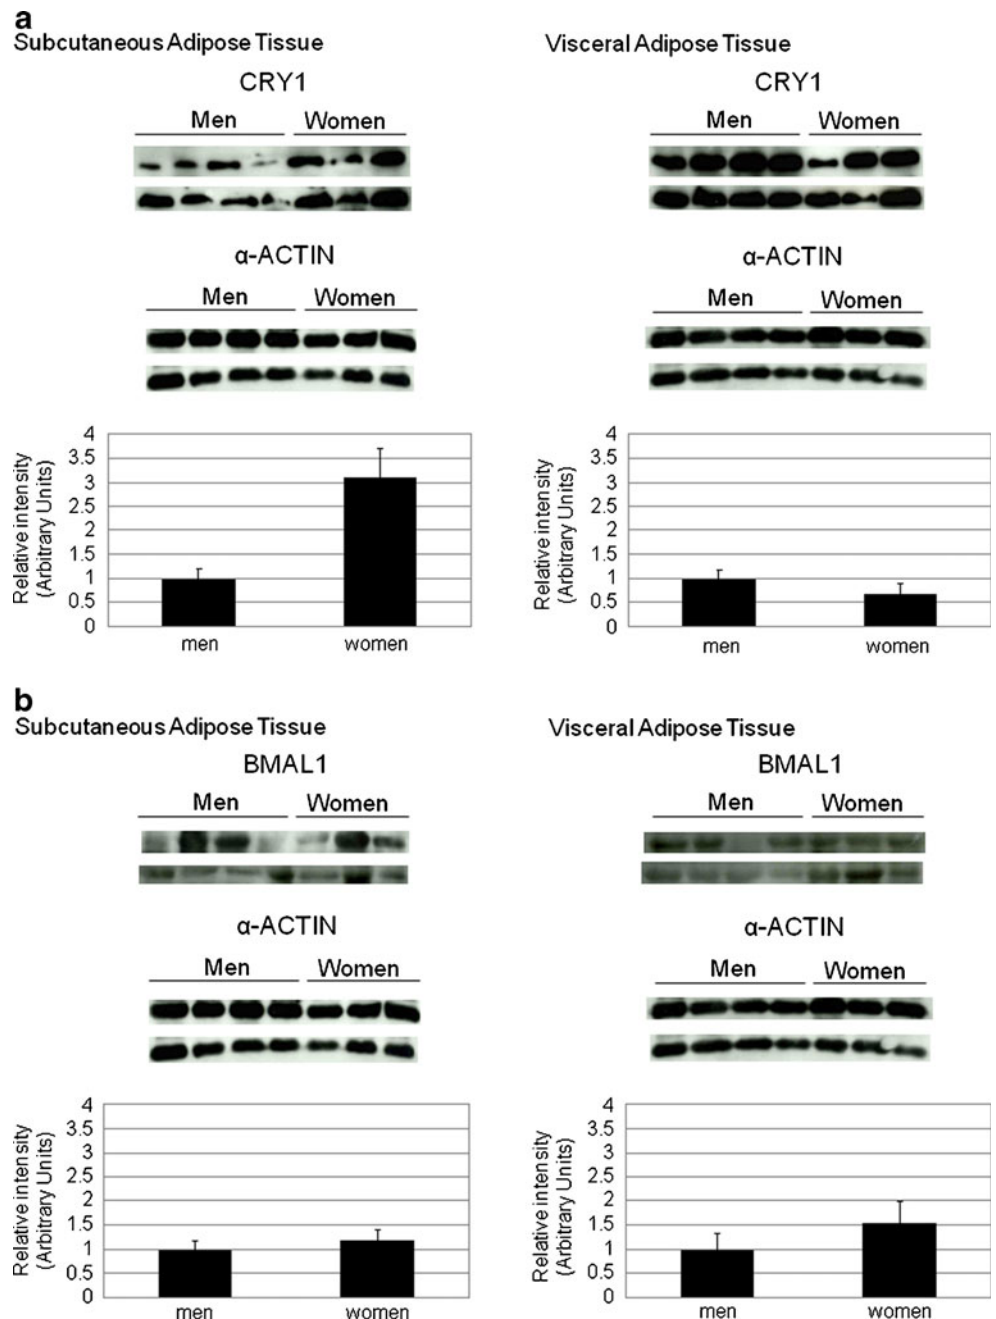 a
Subcutaneous Adipose Tissue
CRY1
Men Women
α-ACTIN
Men Women
Relative intensity
(Arbitrary Units)
4
3.5
3
2.5
2
1.5
1
0.5
0
men women
Visceral Adipose Tissue
CRY1
Men Women
α-ACTIN
Men Women
Relative intensity
(Arbitrary Units)
4
3.5
3
2.5
2
1.5
1
0.5
0
men women
b
Subcutaneous Adipose Tissue
BMAL1
Men Women
α-ACTIN
Men Women
Relative intensity
(Arbitrary Units)
4
3.5
3
2.5
2
1.5
1
0.5
0
men women
Visceral Adipose Tissue
BMAL1
Men Women
α-ACTIN
Men Women
Relative intensity
(Arbitrary Units)
4
3.5
3
2.5
2
1.5
1
0.5
0
men women